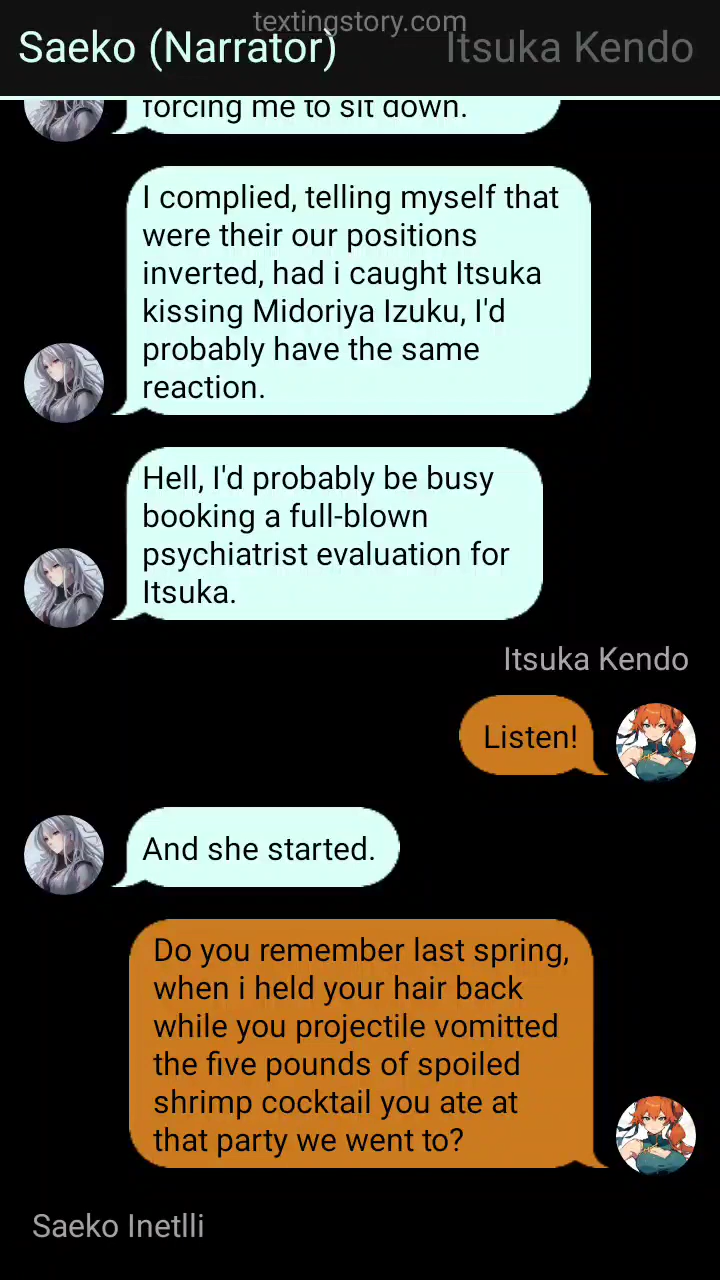 textingstory.com
Saeko (Narrator) Itsuka Kendo
forcing me to sit down.
I complied, telling myself that
were their our positions
inverted, had i caught Itsuka
kissing Midoriya Izuku, I'd
probably have the same
reaction.
Hell, I'd probably be busy
booking a full-blown
psychiatrist evaluation for
Itsuka.
Itsuka Kendo
Listen!
And she started.
Do you remember last spring,
when i held your hair back
while you projectile vomitted
the five pounds of spoiled
shrimp cocktail you ate at
that party we went to?
Saeko Inetlli